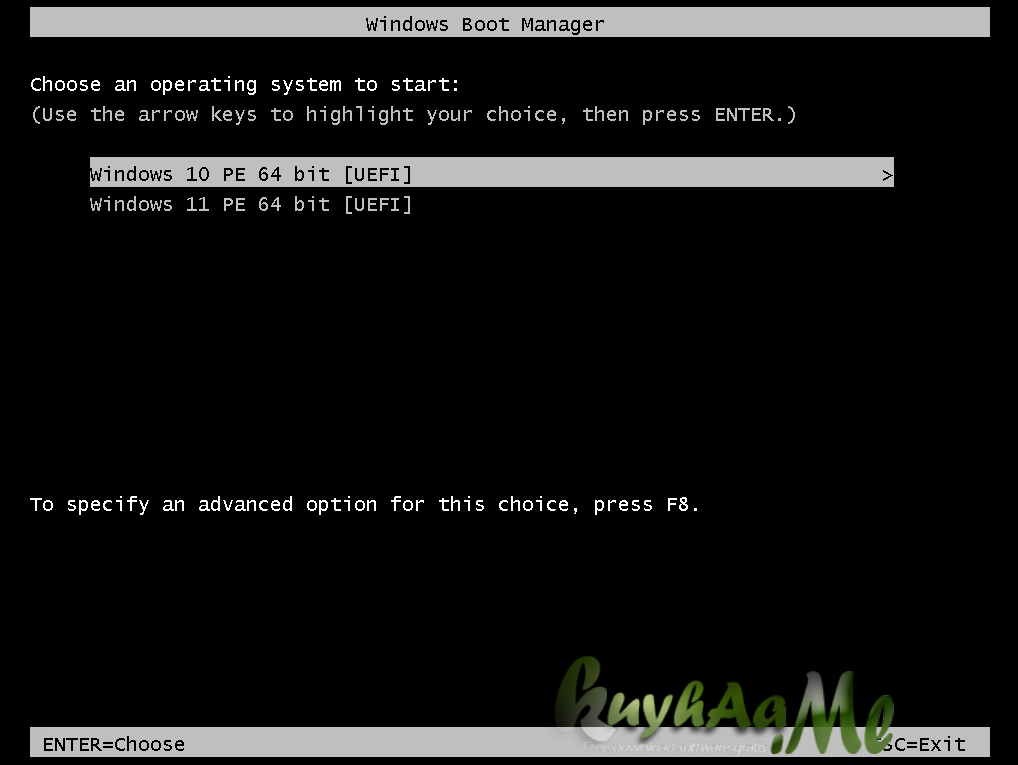 Windows Boot Manager
Choose an operating system to start:
(Use the arrow keys to highlight your choice, then press ENTER.)
Windows 10 PE 64 bit [UEFI] >
Windows 11 PE 64 bit [UEFI]
To specify an advanced option for this choice, press F8.
kuyhAaMe
Free download software gratis
ENTER=Choose ESC=Exit